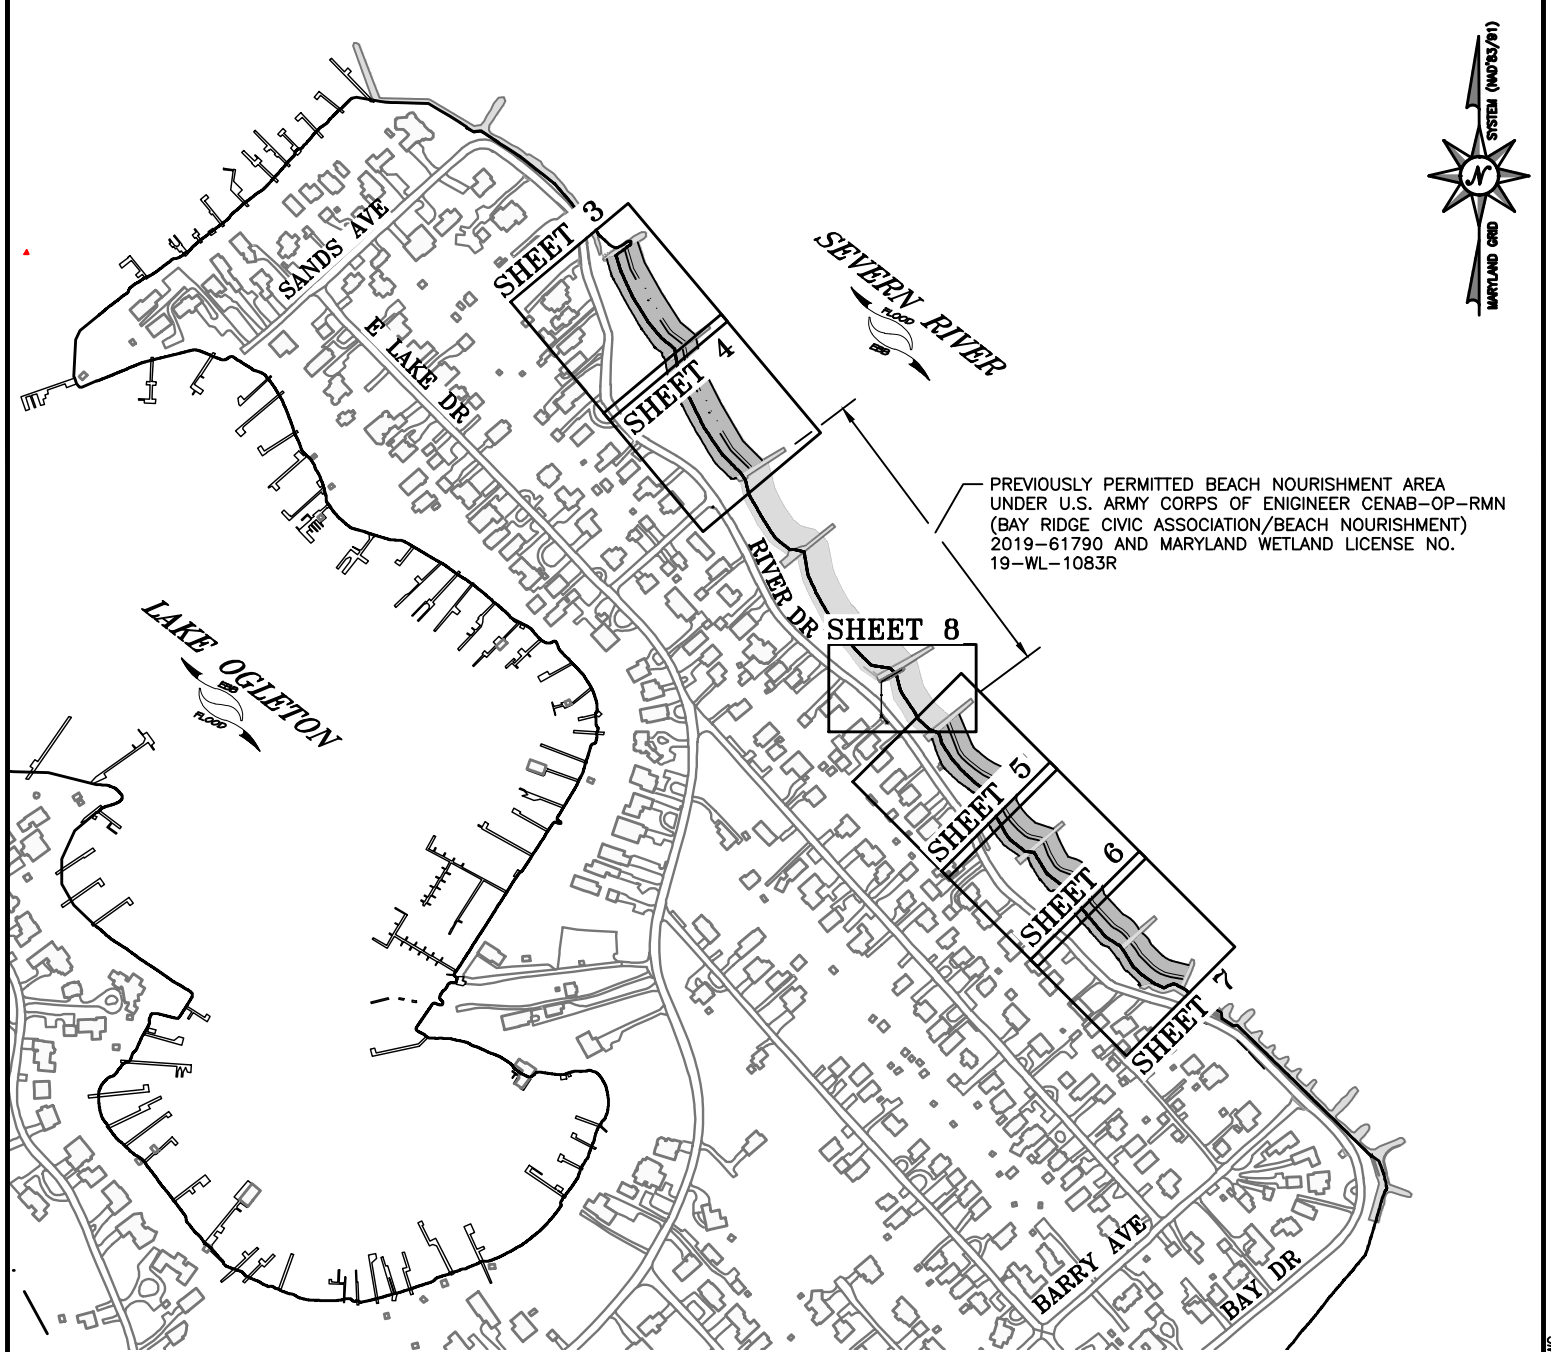 SYSTEM (NAD'83/91)
N
MARYLAND GRID
SANDS AVE
SHEET 3
SEVERN RIVER
FLOOD
EBB
E LAKE DR
SHEET 4
PREVIOUSLY PERMITTED BEACH NOURISHMENT AREA
UNDER U.S. ARMY CORPS OF ENIGINEER CENAB-OP-RMN
(BAY RIDGE CIVIC ASSOCIATION/BEACH NOURISHMENT)
2019-61790 AND MARYLAND WETLAND LICENSE NO.
19-WL-1083R
RIVER DR
SHEET 8
LAKE OGLETON
EBB
FLOOD
SHEET 5
SHEET 6
SHEET 7
BARRY AVE
BAY DR